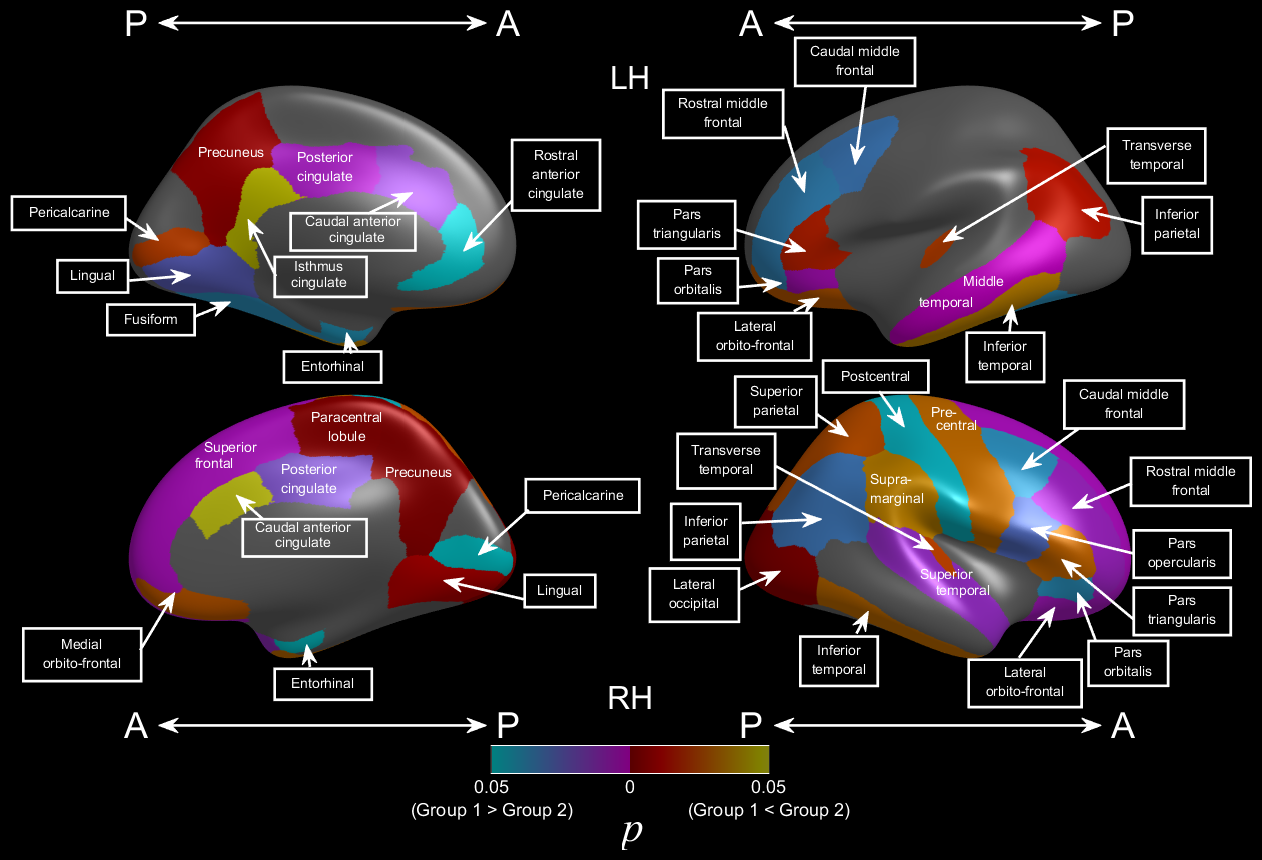 P
A
A
P
LH
Caudal middle
frontal
Rostral middle
frontal
Transverse
temporal
Precuneus
Posterior
cingulate
Rostral
anterior
cingulate
Pericalcarine
Caudal anterior
cingulate
Pars
triangularis
Inferior
parietal
Lingual
Isthmus
cingulate
Pars
orbitalis
Middle
temporal
Fusiform
Lateral
orbito-frontal
Inferior
temporal
Entorhinal
Superior
parietal
Postcentral
Pre-
central
Caudal middle
frontal
Paracentral
lobule
Superior
frontal
Posterior
cingulate
Precuneus
Transverse
temporal
Supra-
marginal
Rostral middle
frontal
Pericalcarine
Caudal anterior
cingulate
Inferior
parietal
Pars
opercularis
Lingual
Lateral
occipital
Superior
temporal
Pars
triangularis
Medial
orbito-frontal
Entorhinal
Inferior
temporal
Lateral
orbito-frontal
Pars
orbitalis
RH
A
P
P
A
0.05
0
0.05
(Group 1 > Group 2)
(Group 1 < Group 2)
p